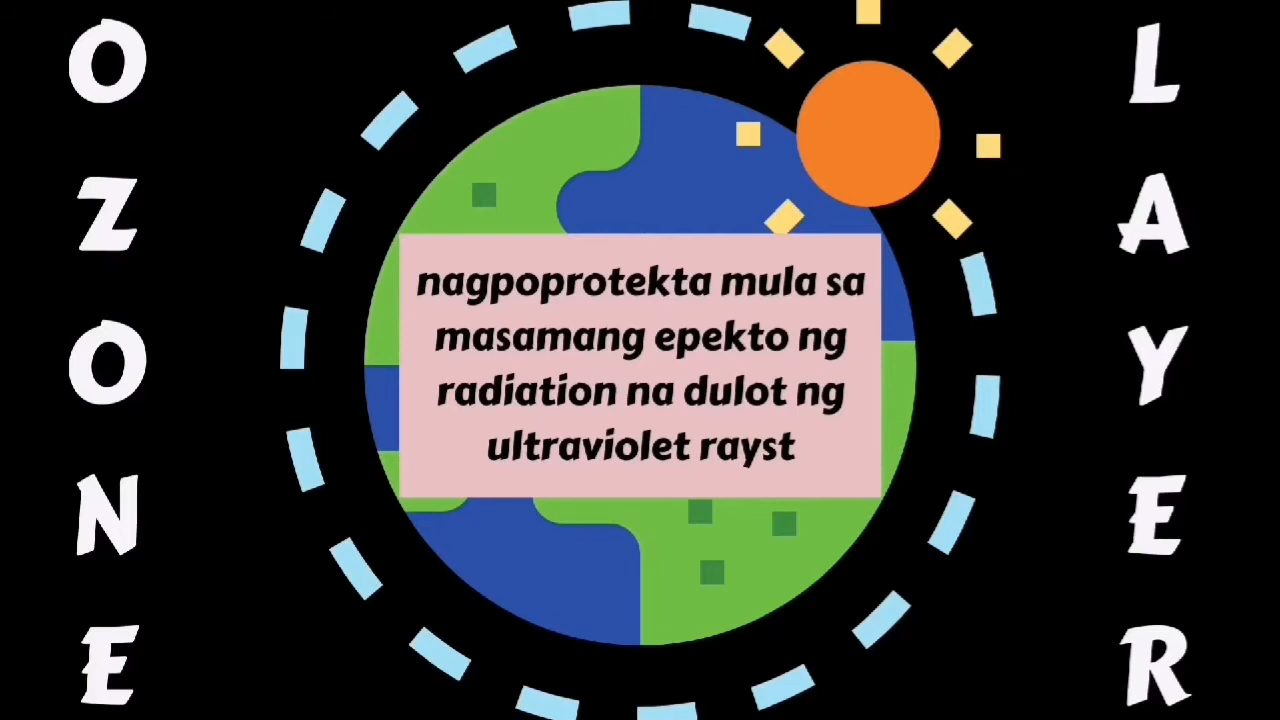 OZONE
nagpoprotekta mula sa
masamang epekto ng
radiation na dulot ng
ultraviolet rayst
LAYER